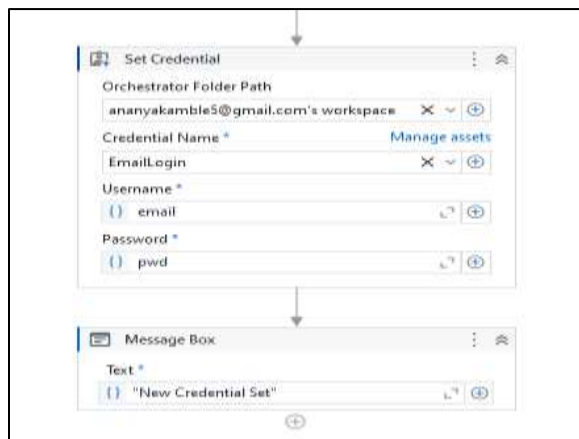 Set Credential
Orchestrator Folder Path
ananyakamble5@gmail.com's workspace
Credential Name * Manage assets
EmailLogin
Username *
{} email
Password *
{} pwd
Message Box
Text *
{} "New Credential Set"